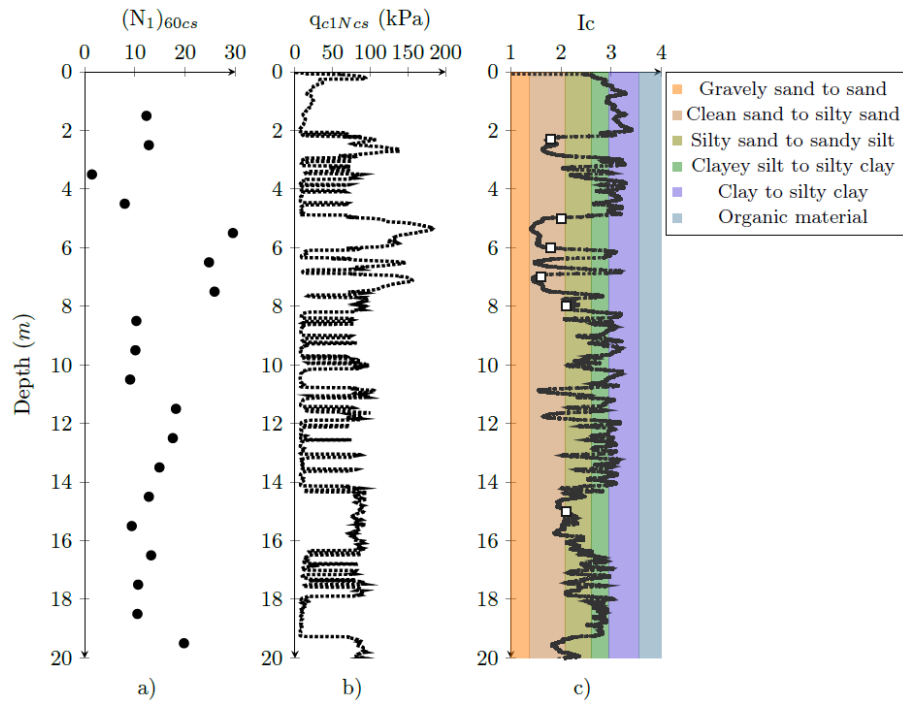 (N₁)₆₀cs
q_c1Ncs (kPa)
Ic
0 10 20 30
0 50 100 150 200
1 2 3 4
0
2
4
6
8
10
12
14
16
18
20
Depth (m)
0
2
4
6
8
10
12
14
16
18
20
0
2
4
6
8
10
12
14
16
18
20
Gravely sand to sand
Clean sand to silty sand
Silty sand to sandy silt
Clayey silt to silty clay
Clay to silty clay
Organic material
a)
b)
c)